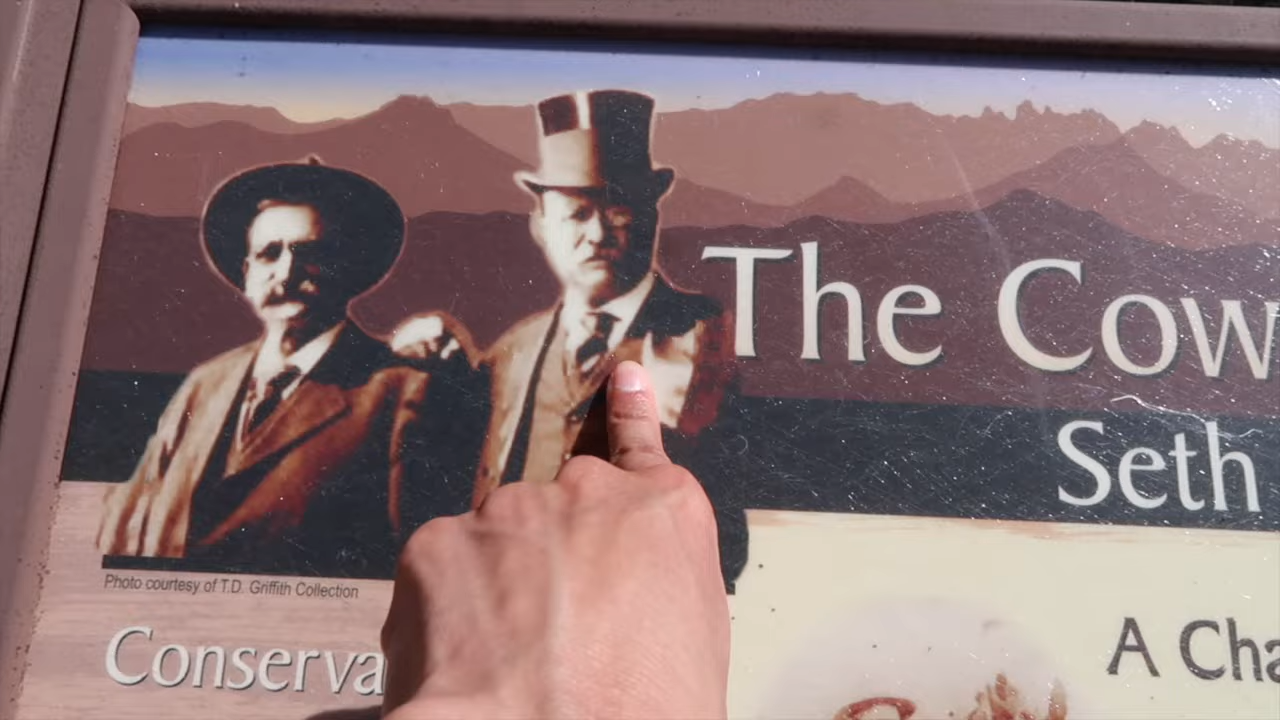 The Cow
Seth
Photo courtesy of T.D. Griffith Collection
Conserva
A Cha